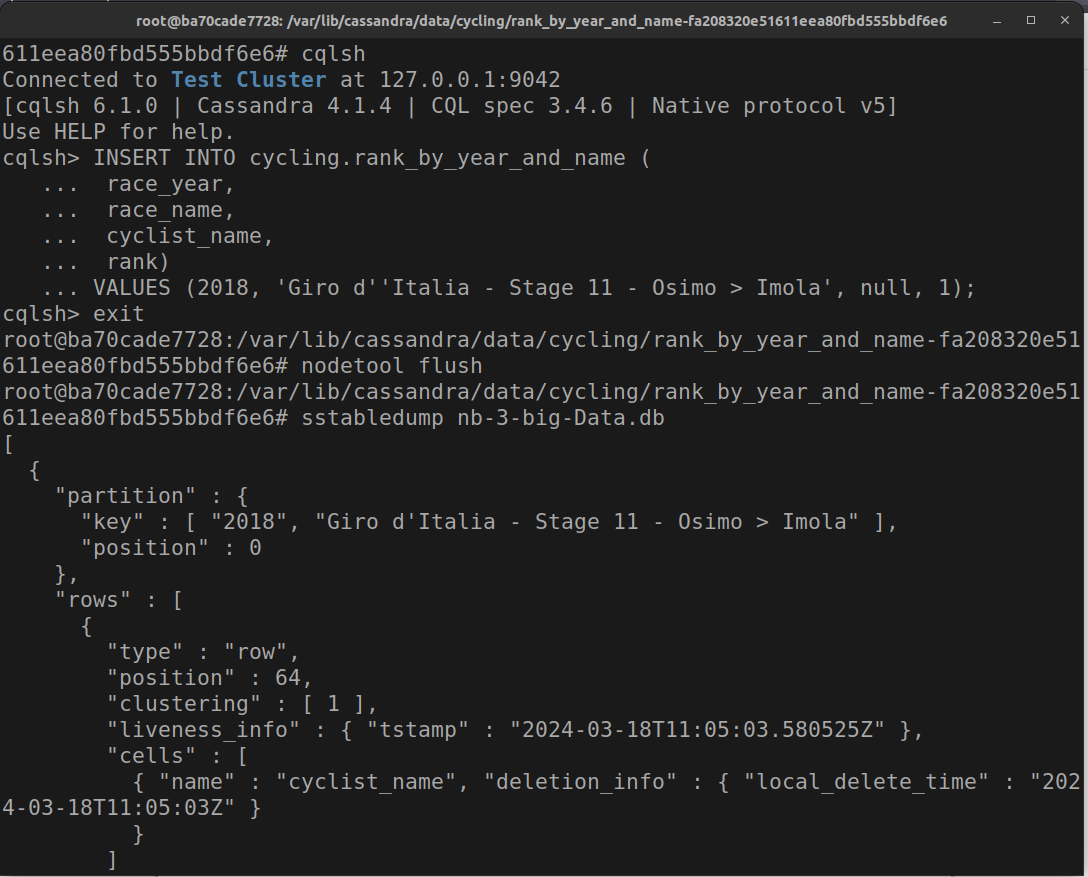 root@ba70cade7728: /var/lib/cassandra/data/cycling/rank_by_year_and_name-fa208320e51611eea80fbd555bbdf6e6
611eea80fbd555bbdf6e6# cqlsh
Connected to Test Cluster at 127.0.0.1:9042
[cqlsh 6.1.0 | Cassandra 4.1.4 | CQL spec 3.4.6 | Native protocol v5]
Use HELP for help.
cqlsh> INSERT INTO cycling.rank_by_year_and_name (
   ...  race_year,
   ...  race_name,
   ...  cyclist_name,
   ...  rank)
   ... VALUES (2018, 'Giro d''Italia - Stage 11 - Osimo > Imola', null, 1);
cqlsh> exit
root@ba70cade7728:/var/lib/cassandra/data/cycling/rank_by_year_and_name-fa208320e51
611eea80fbd555bbdf6e6# nodetool flush
root@ba70cade7728:/var/lib/cassandra/data/cycling/rank_by_year_and_name-fa208320e51
611eea80fbd555bbdf6e6# sstabledump nb-3-big-Data.db
[
  {
    "partition" : {
      "key" : [ "2018", "Giro d'Italia - Stage 11 - Osimo > Imola" ],
      "position" : 0
    },
    "rows" : [
      {
        "type" : "row",
        "position" : 64,
        "clustering" : [ 1 ],
        "liveness_info" : { "tstamp" : "2024-03-18T11:05:03.580525Z" },
        "cells" : [
          { "name" : "cyclist_name", "deletion_info" : { "local_delete_time" : "202
4-03-18T11:05:03Z" }
          }
        ]